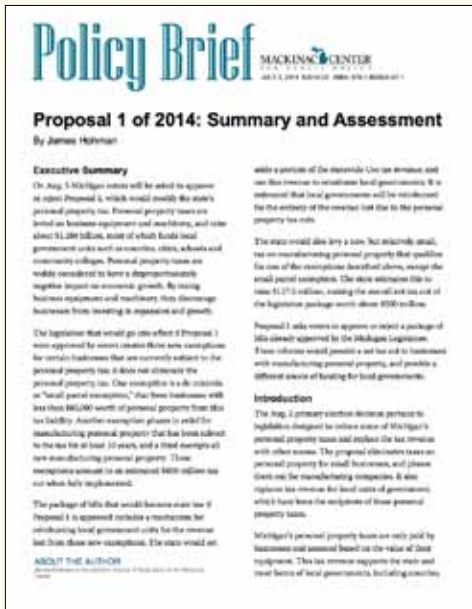 Policy Brief
MACKINAC CENTER
FOR PUBLIC POLICY
Proposal 1 of 2014: Summary and Assessment
By James Hohman
Executive Summary
On Aug. 5 Michigan voters will be asked to approve
or reject Proposal 1, which would modify the state's
personal property tax. Personal property taxes are
levied on business equipment and machinery, and raise
about $1.2 billion, most of which funds local
government units such as counties, cities, schools and
community colleges. Personal property taxes are
widely considered to have a disproportionately
negative impact on economic growth. By taxing
business equipment and machinery, they discourage
businesses from investing in expansion and growth.
The legislation that would go into effect if Proposal 1
were approved by voters creates three new exemptions
for certain businesses that are currently subject to the
personal property tax; it does not eliminate the
personal property tax. One exemption is a de minimis,
or "small parcel exemption," that frees businesses with
less than $80,000 worth of personal property from this
tax liability. Another exemption phases in relief for
manufacturing personal property that has been subject
to the tax for at least 10 years, and a third exempts all
new manufacturing personal property. These
exemptions amount to an estimated $600 million tax
cut when fully implemented.
The package of bills that would become state law if
Proposal 1 is approved includes a mechanism for
reimbursing local government units for the revenue
lost from these new exemptions. The state would set
ABOUT THE AUTHOR
aside a portion of the statewide Use tax revenue, and
use this revenue to reimburse local governments. It is
estimated that local governments will be reimbursed
for the entirety of the revenue lost due to the personal
property tax cuts.
The state would also levy a new, but relatively small,
tax on manufacturing personal property that qualifies
for one of the exemptions described above, except the
small parcel exemption. The state estimates this to
raise $117.5 million, making the overall net tax cut of
the legislative package worth about $500 million.
Proposal 1 asks voters to approve or reject a package of
bills already approved by the Michigan Legislature.
These reforms would provide a net tax cut to businesses
with manufacturing personal property, and provide a
different source of funding for local governments.
Introduction
The Aug. 5 primary election decision pertains to
legislation designed to reduce some of Michigan's
personal property taxes and replace the tax revenue
with other sources. The proposal eliminates taxes on
personal property for small businesses, and phases
them out for manufacturing companies. It also
replaces tax revenue for local units of government,
which have been the recipients of those personal
property taxes.
Michigan's personal property taxes are only paid by
businesses and assessed based on the value of their
equipment. This tax revenue supports the state and
most forms of local governments, including counties,